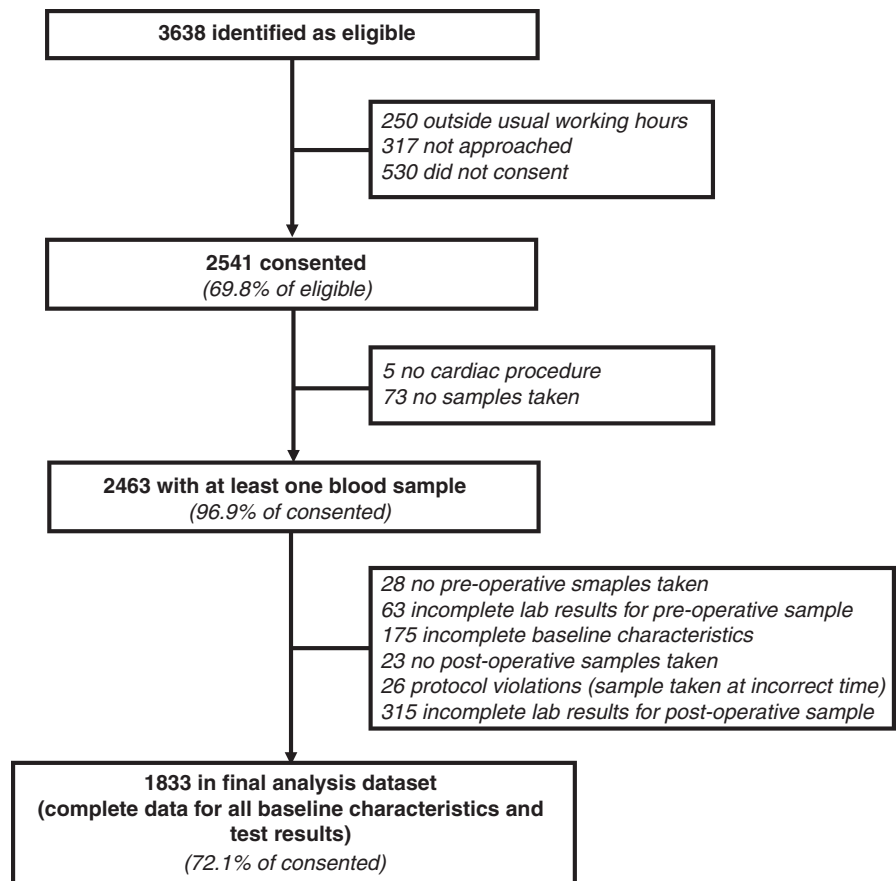 3638 identified as eligible
250 outside usual working hours
317 not approached
530 did not consent
2541 consented
(69.8% of eligible)
5 no cardiac procedure
73 no samples taken
2463 with at least one blood sample
(96.9% of consented)
28 no pre-operative smaples taken
63 incomplete lab results for pre-operative sample
175 incomplete baseline characteristics
23 no post-operative samples taken
26 protocol violations (sample taken at incorrect time)
315 incomplete lab results for post-operative sample
1833 in final analysis dataset
(complete data for all baseline characteristics and
test results)
(72.1% of consented)